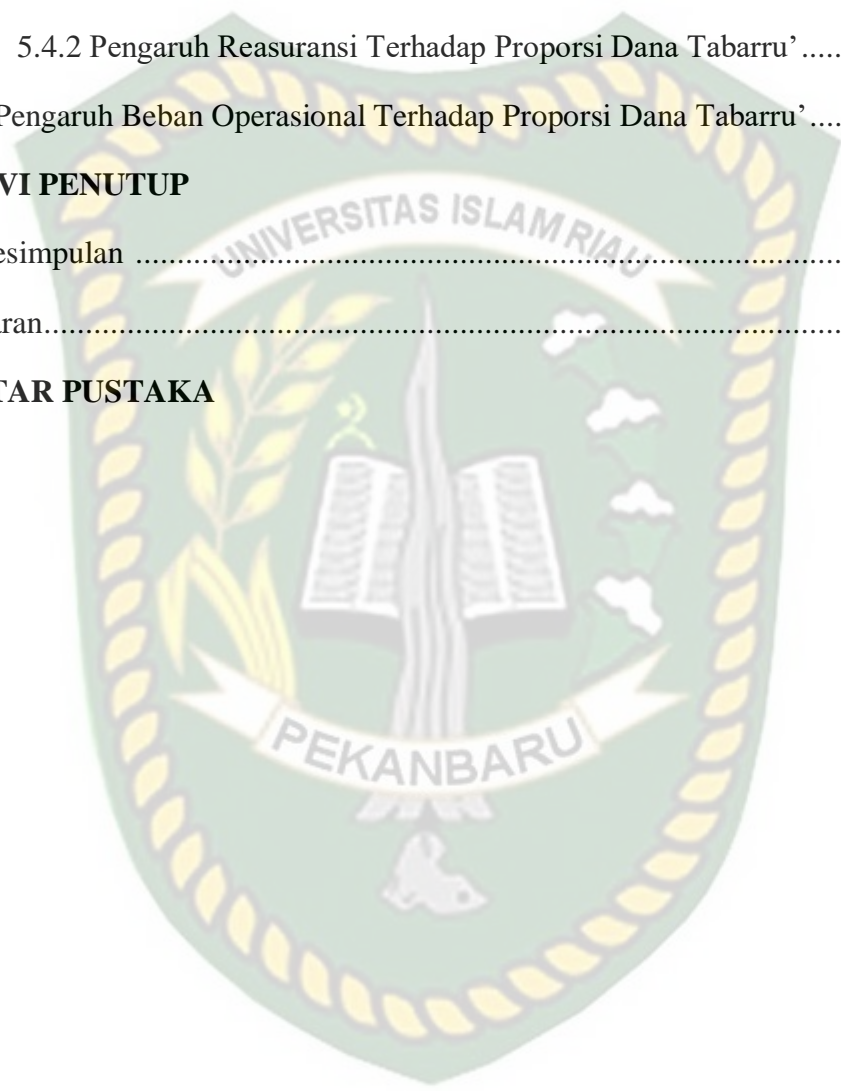 5.4.2 Pengaruh Reasuransi Terhadap Proporsi Dana Tabarru’.....
Pengaruh Beban Operasional Terhadap Proporsi Dana Tabarru’....
VI PENUTUP
esimpulan ..........................................................................................
aran.....................................................................................................
TAR PUSTAKA
UNIVERSITAS ISLAM RIAU
PEKANBARU